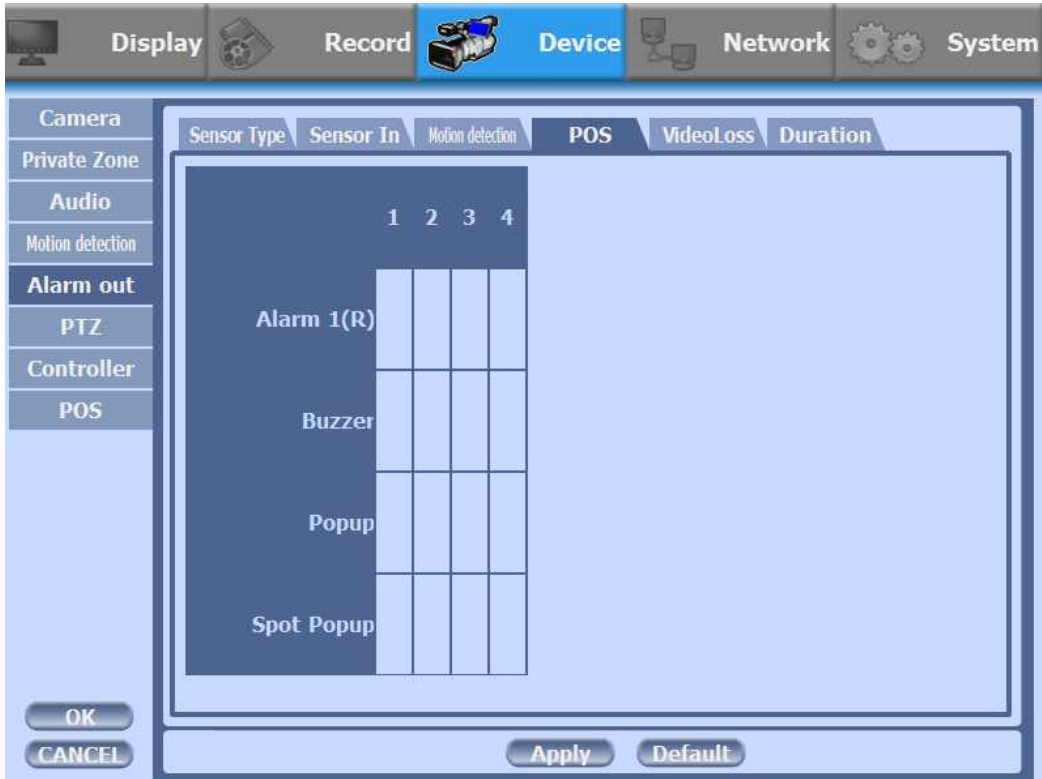 Display Record Device Network System
Camera
Private Zone
Audio
Motion detection
Alarm out
PTZ
Controller
POS
OK
CANCEL
Sensor Type Sensor In Motion detection POS VideoLoss Duration
1 2 3 4
Alarm 1(R)
Buzzer
Popup
Spot Popup
Apply Default